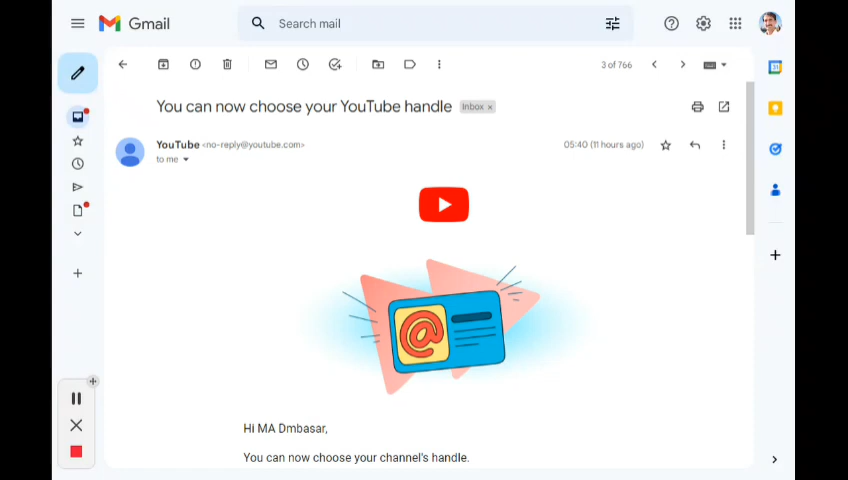 Gmail
Search mail
3 of 766
You can now choose your YouTube handle
Inbox ×
YouTube <no-reply@youtube.com>
05:40 (11 hours ago)
to me
31
@
Hi MA Dmbasar,
You can now choose your channel's handle.